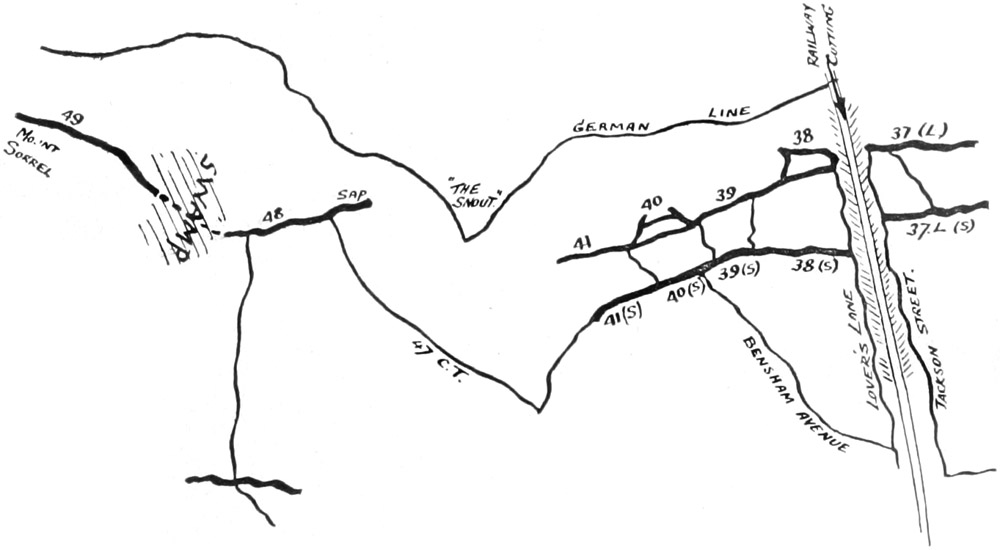 49
MOUNT
SORREL
SWAMP
48
SAP
47 C.T.
"THE
SNOUT."
GERMAN LINE
RAILWAY
CUTTING
41
40
39
38
37 (L)
37.L (S)
41(S)
40(S)
39(S)
38(S)
BENSHAM AVENUE
LOVER'S LANE
JACKSON STREET.